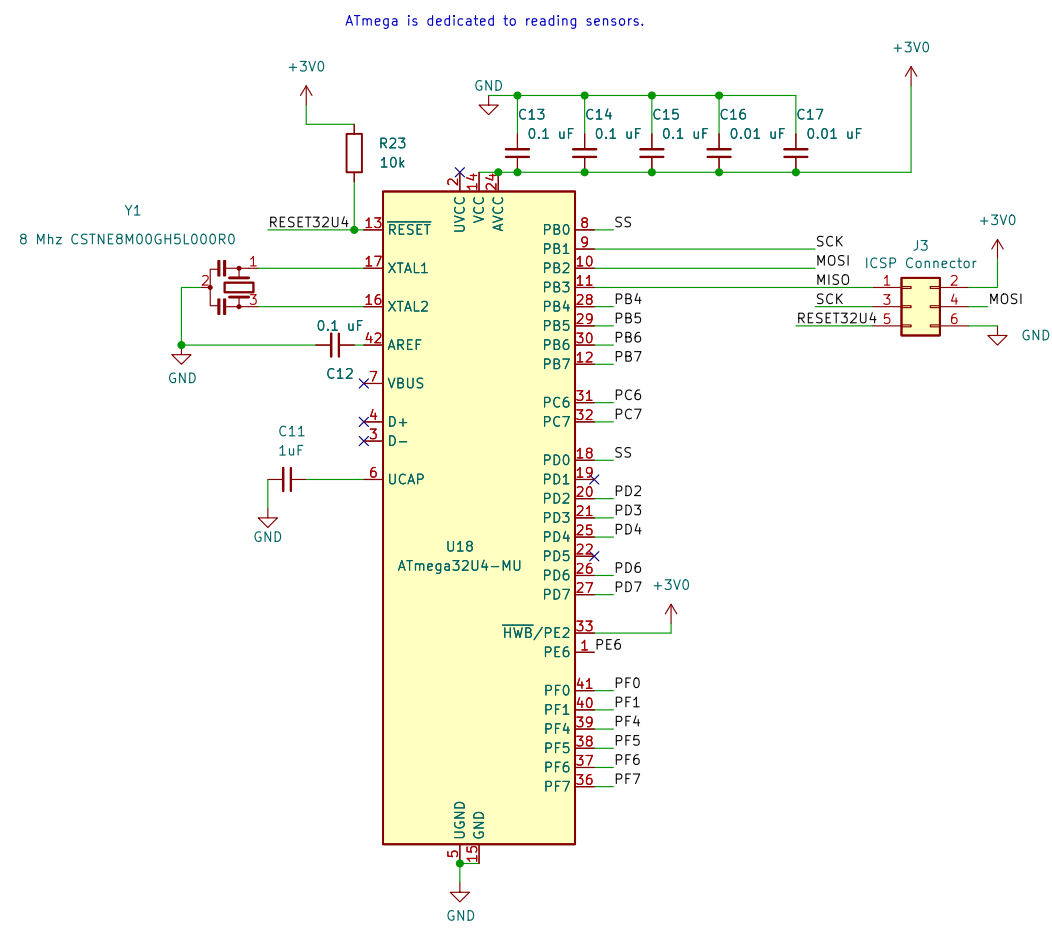 ATmega is dedicated to reading sensors.
+3V0
+3V0
GND
C13
0.1 uF
C14
0.1 uF
C15
0.1 uF
C16
0.01 uF
C17
0.01 uF
R23
10k
2
14
24
UVCC
VCC
AVCC
Y1
8 Mhz CSTNE8M00GH5L000R0
RESET32U4
13
RESET
1
2
3
17
XTAL1
16
XTAL2
0.1 uF
C12
42
AREF
GND
7
VBUS
4
D+
3
D-
C11
1uF
6
UCAP
GND
U18
ATmega32U4-MU
PB0 8 SS
PB1 9 SCK
PB2 10 MOSI
PB3 11 MISO
PB4 28 PB4
PB5 29 PB5
PB6 30 PB6
PB7 12 PB7
PC6 31 PC6
PC7 32 PC7
PD0 18 SS
PD1 19
PD2 20 PD2
PD3 21 PD3
PD4 25 PD4
PD5 22
PD6 26 PD6
PD7 27 PD7
+3V0
HWB/PE2 33
PE6 1 PE6
PF0 41 PF0
PF1 40 PF1
PF4 39 PF4
PF5 38 PF5
PF6 37 PF6
PF7 36 PF7
UGND
GND
5
15
GND
+3V0
J3
ICSP Connector
1 2
SCK 3 4 MOSI
RESET32U4 5 6
GND